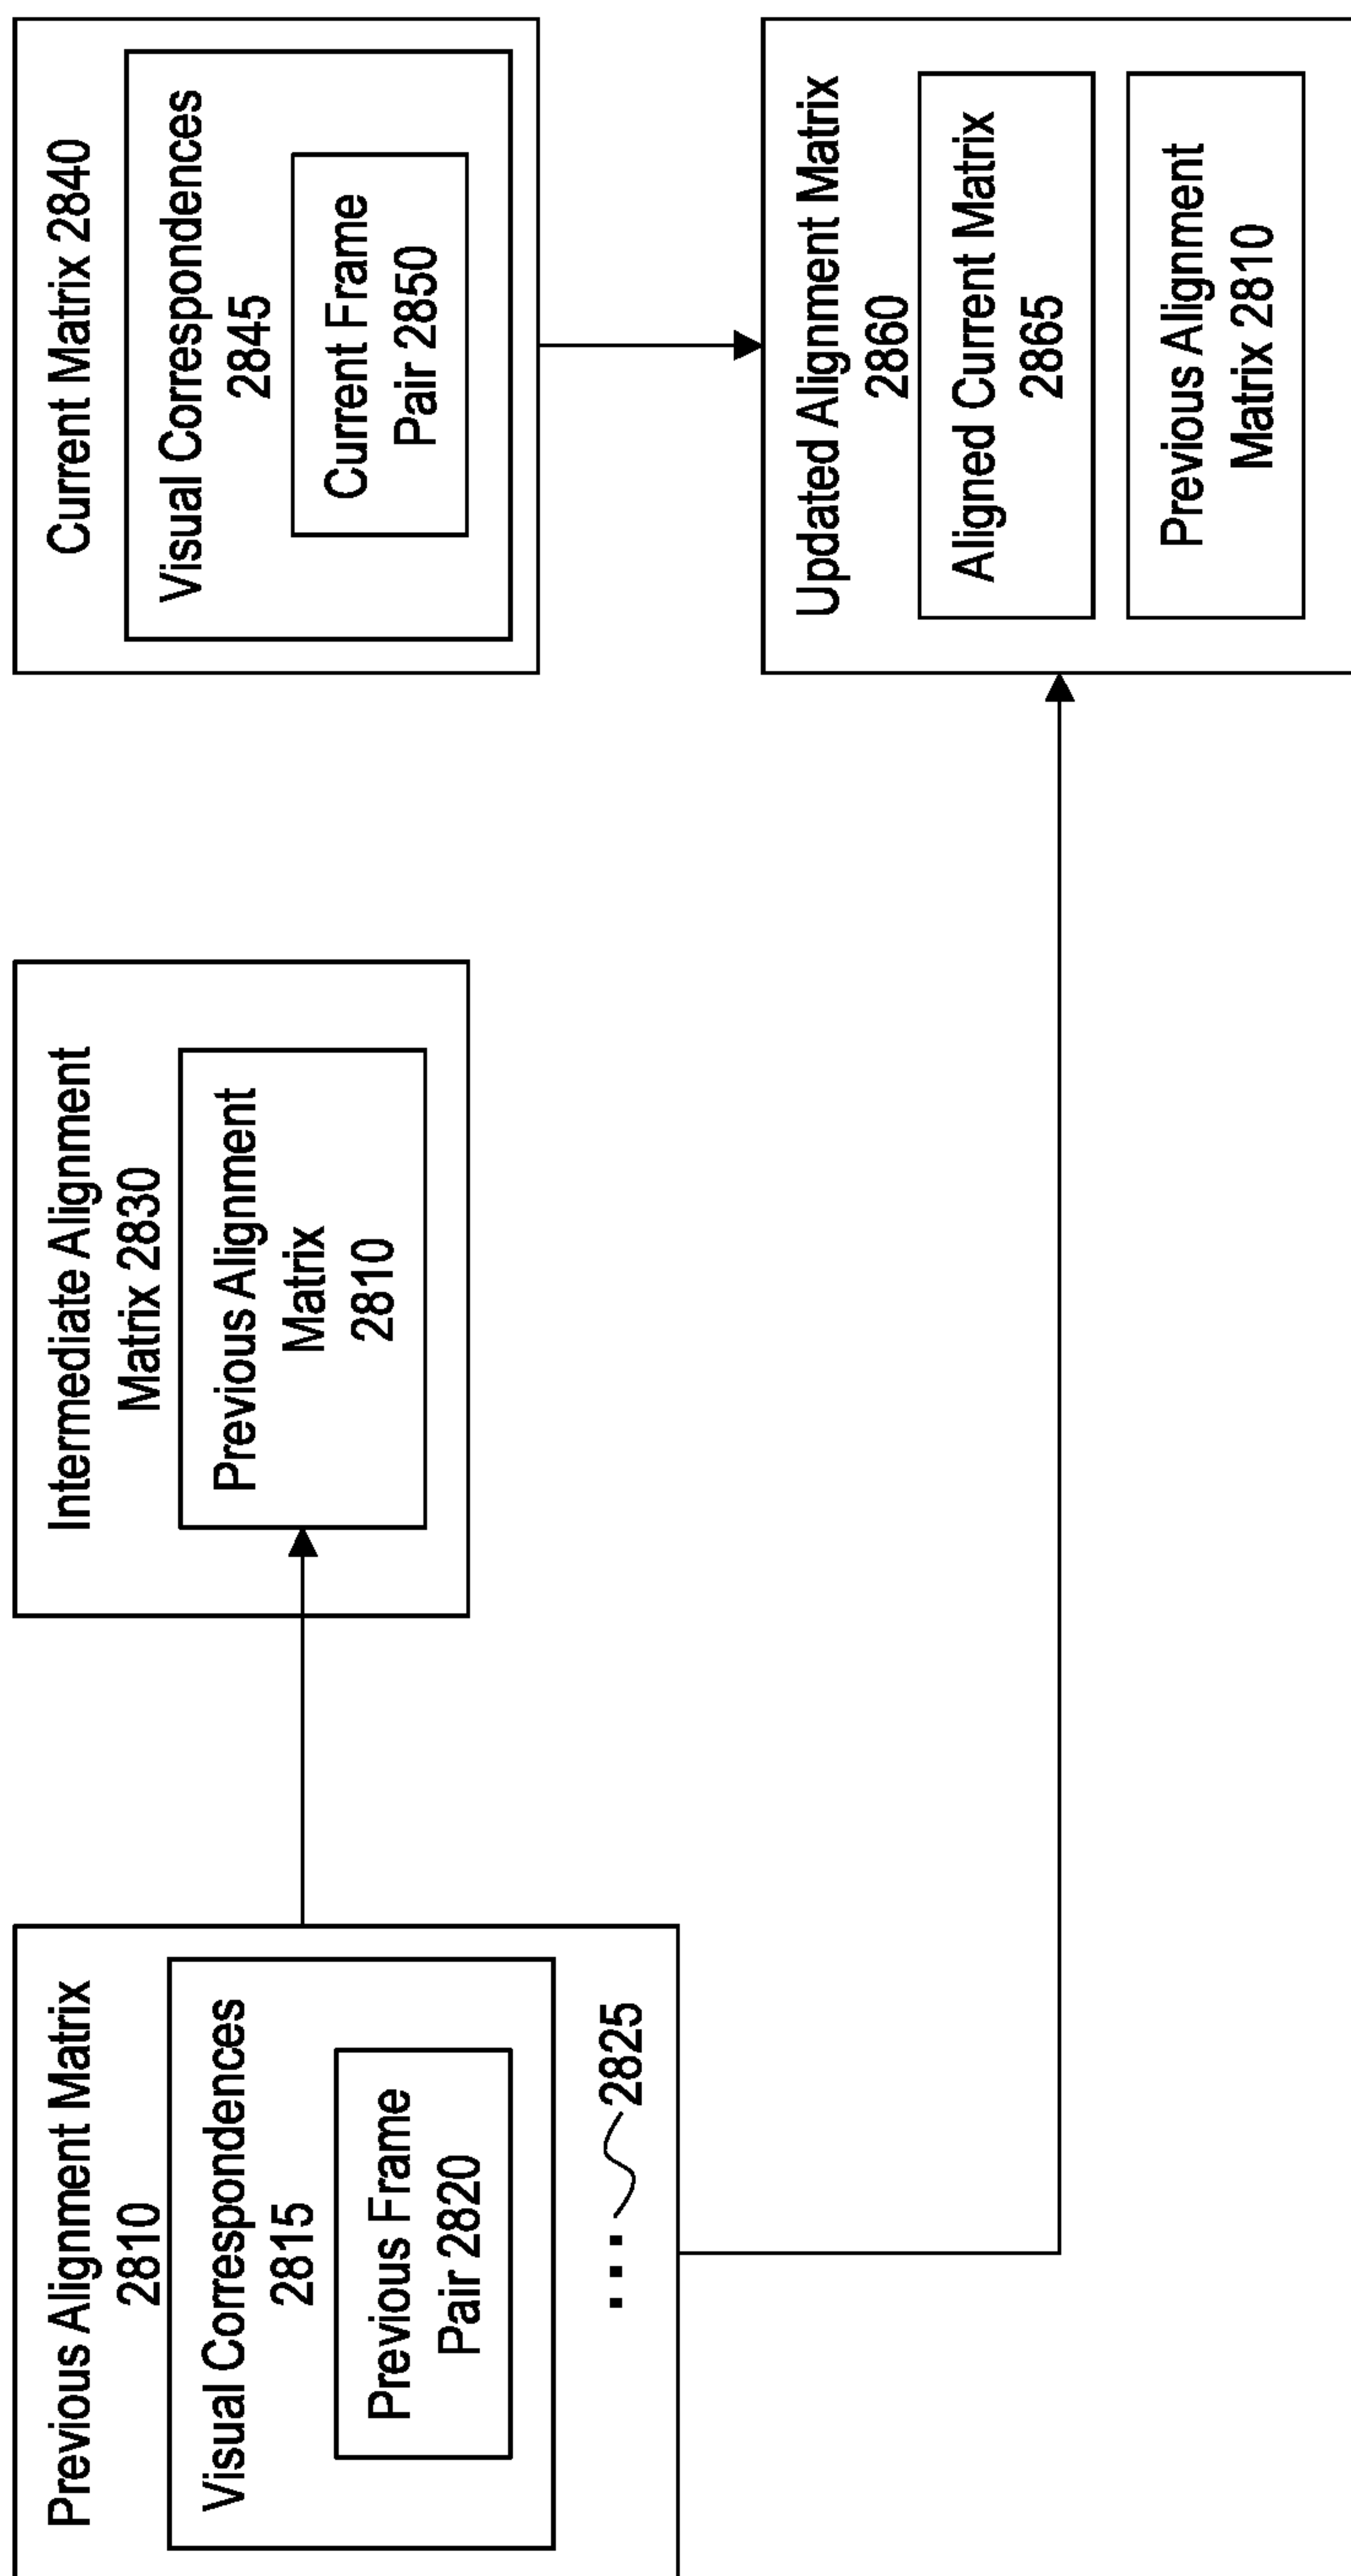 Previous Alignment Matrix
2810
Visual Correspondences
2815
Previous Frame
Pair 2820
... 2825
Intermediate Alignment
Matrix 2830
Previous Alignment
Matrix
2810
Current Matrix 2840
Visual Correspondences
2845
Current Frame
Pair 2850
Updated Alignment Matrix
2860
Aligned Current Matrix
2865
Previous Alignment
Matrix 2810